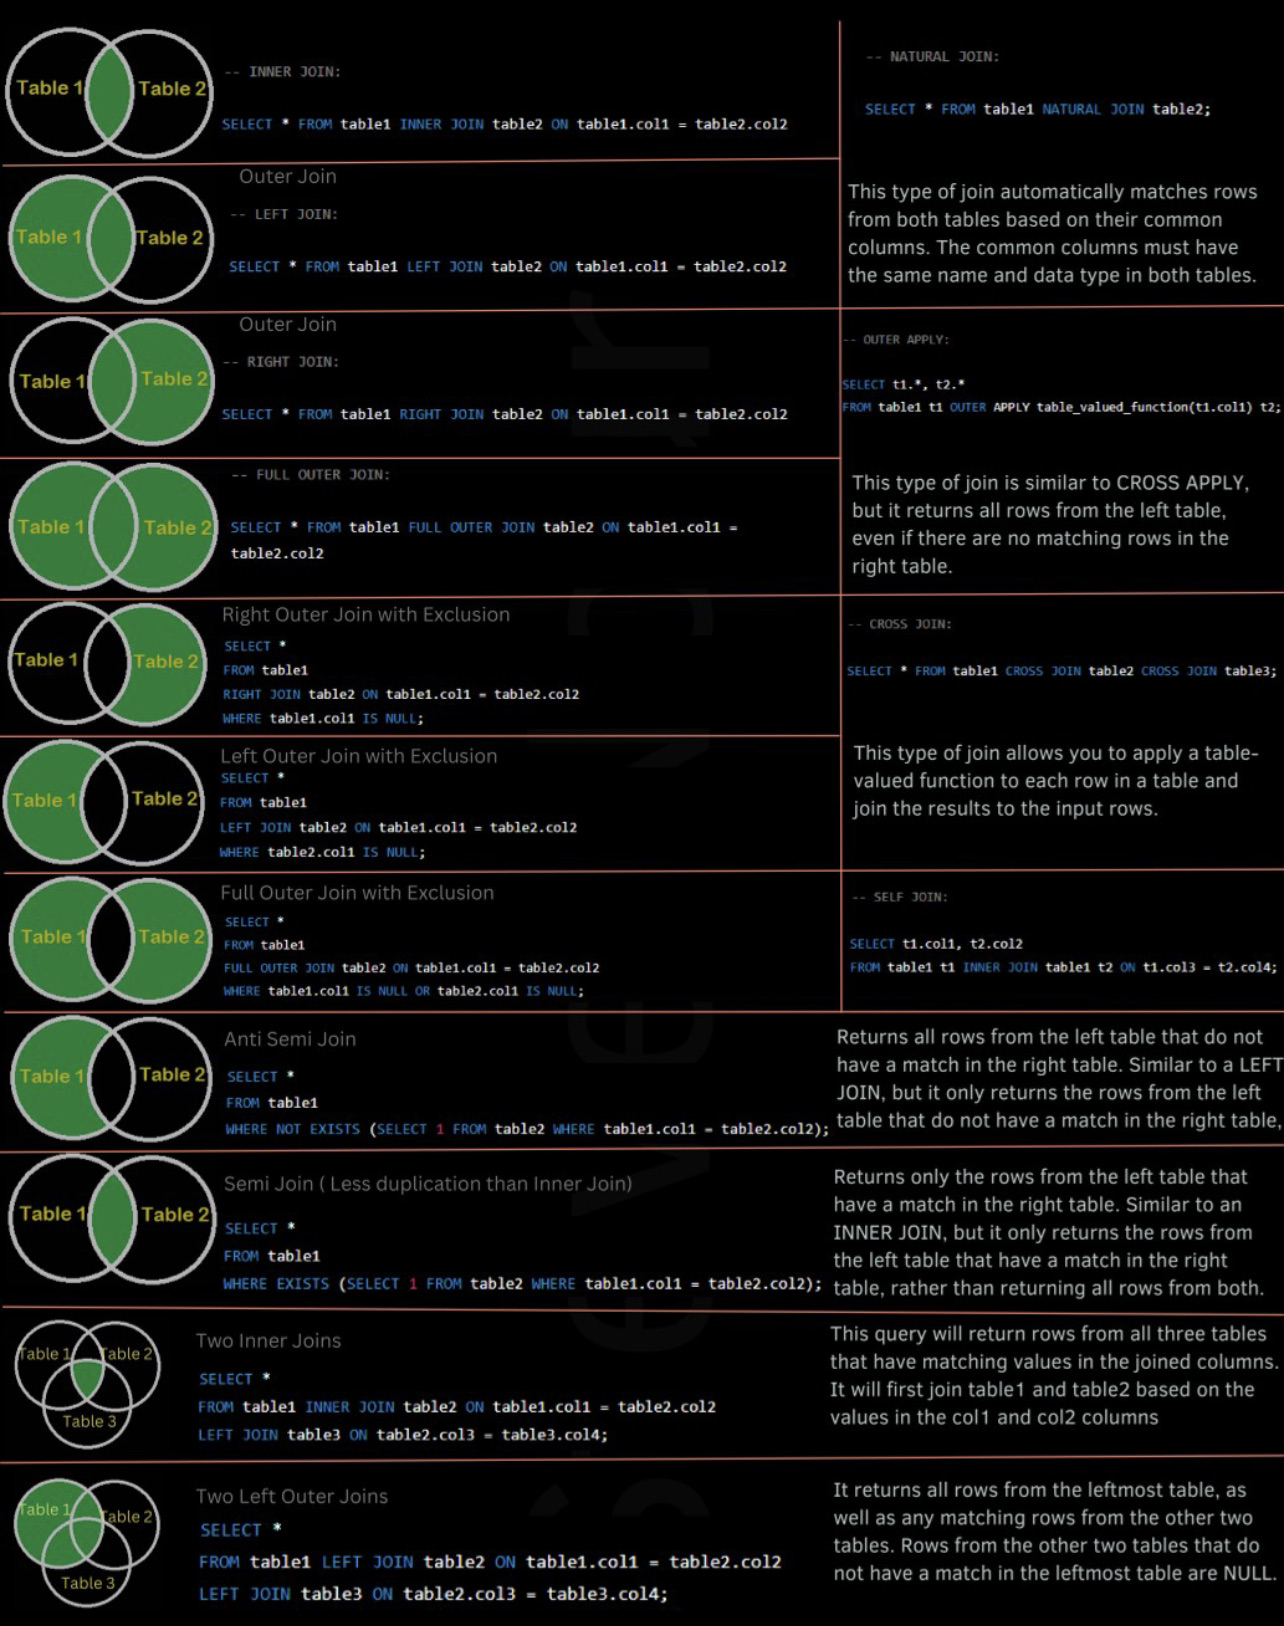 Table 1
Table 2
-- INNER JOIN:
SELECT * FROM table1 INNER JOIN table2 ON table1.col1 = table2.col2
Table 1
Table 2
Outer Join
-- LEFT JOIN:
SELECT * FROM table1 LEFT JOIN table2 ON table1.col1 = table2.col2
Table 1
Table 2
Outer Join
-- RIGHT JOIN:
SELECT * FROM table1 RIGHT JOIN table2 ON table1.col1 = table2.col2
Table 1
Table 2
-- FULL OUTER JOIN:
SELECT * FROM table1 FULL OUTER JOIN table2 ON table1.col1 =
table2.col2
Table 1
Table 2
Right Outer Join with Exclusion
SELECT *
FROM table1
RIGHT JOIN table2 ON table1.col1 = table2.col2
WHERE table1.col1 IS NULL;
Table 1
Table 2
Left Outer Join with Exclusion
SELECT *
FROM table1
LEFT JOIN table2 ON table1.col1 = table2.col2
WHERE table2.col1 IS NULL;
Table 1
Table 2
Full Outer Join with Exclusion
SELECT *
FROM table1
FULL OUTER JOIN table2 ON table1.col1 = table2.col2
WHERE table1.col1 IS NULL OR table2.col1 IS NULL;
-- NATURAL JOIN:
SELECT * FROM table1 NATURAL JOIN table2;
This type of join automatically matches rows
from both tables based on their common
columns. The common columns must have
the same name and data type in both tables.
-- OUTER APPLY:
SELECT t1.*, t2.*
FROM table1 t1 OUTER APPLY table_valued_function(t1.col1) t2;
This type of join is similar to CROSS APPLY,
but it returns all rows from the left table,
even if there are no matching rows in the
right table.
-- CROSS JOIN:
SELECT * FROM table1 CROSS JOIN table2 CROSS JOIN table3;
This type of join allows you to apply a table-
valued function to each row in a table and
join the results to the input rows.
-- SELF JOIN:
SELECT t1.col1, t2.col2
FROM table1 t1 INNER JOIN table1 t2 ON t1.col3 = t2.col4;
Table 1
Table 2
Anti Semi Join
SELECT *
FROM table1
WHERE NOT EXISTS (SELECT 1 FROM table2 WHERE table1.col1 = table2.col2);
Returns all rows from the left table that do not
have a match in the right table. Similar to a LEFT
JOIN, but it only returns the rows from the left
table that do not have a match in the right table,
Table 1
Table 2
Semi Join ( Less duplication than Inner Join)
SELECT *
FROM table1
WHERE EXISTS (SELECT 1 FROM table2 WHERE table1.col1 = table2.col2);
Returns only the rows from the left table that
have a match in the right table. Similar to an
INNER JOIN, but it only returns the rows from
the left table that have a match in the right
table, rather than returning all rows from both.
Table 1
Table 2
Table 3
Two Inner Joins
SELECT *
FROM table1 INNER JOIN table2 ON table1.col1 = table2.col2
LEFT JOIN table3 ON table2.col3 = table3.col4;
This query will return rows from all three tables
that have matching values in the joined columns.
It will first join table1 and table2 based on the
values in the col1 and col2 columns
Table 1
Table 2
Table 3
Two Left Outer Joins
SELECT *
FROM table1 LEFT JOIN table2 ON table1.col1 = table2.col2
LEFT JOIN table3 ON table2.col3 = table3.col4;
It returns all rows from the leftmost table, as
well as any matching rows from the other two
tables. Rows from the other two tables that do
not have a match in the leftmost table are NULL.